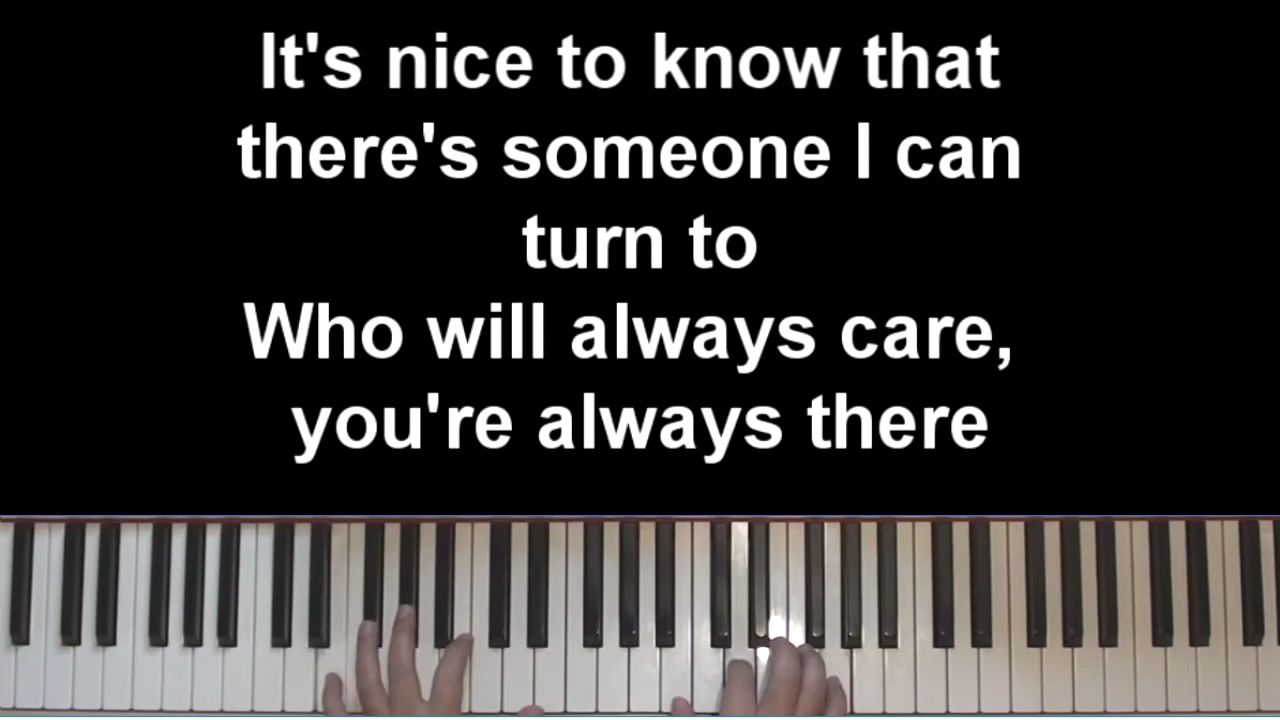 It's nice to know that
there's someone I can
turn to
Who will always care,
you're always there